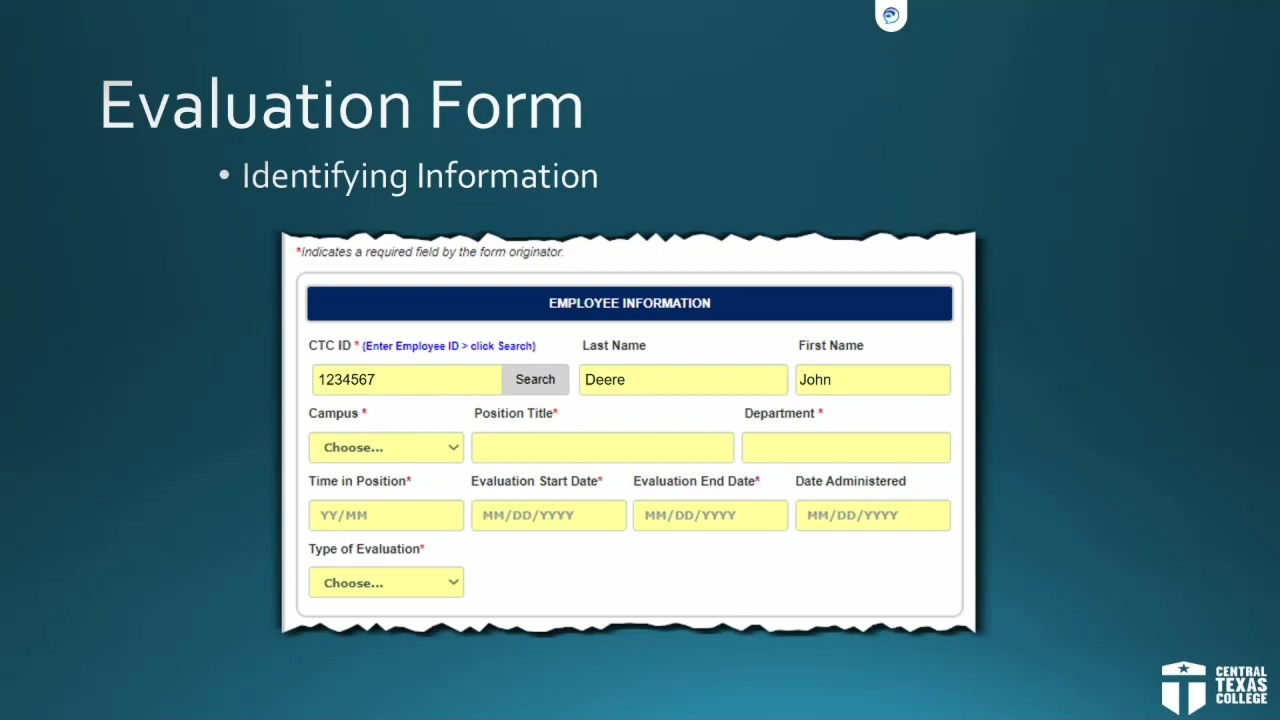 Evaluation Form
• Identifying Information
*Indicates a required field by the form originator.
EMPLOYEE INFORMATION
CTC ID * (Enter Employee ID > click Search) Last Name First Name
1234567 Search Deere John
Campus * Position Title* Department *
Choose...
Time in Position* Evaluation Start Date* Evaluation End Date* Date Administered
YY/MM MM/DD/YYYY MM/DD/YYYY MM/DD/YYYY
Type of Evaluation*
Choose...
CENTRAL
TEXAS
COLLEGE